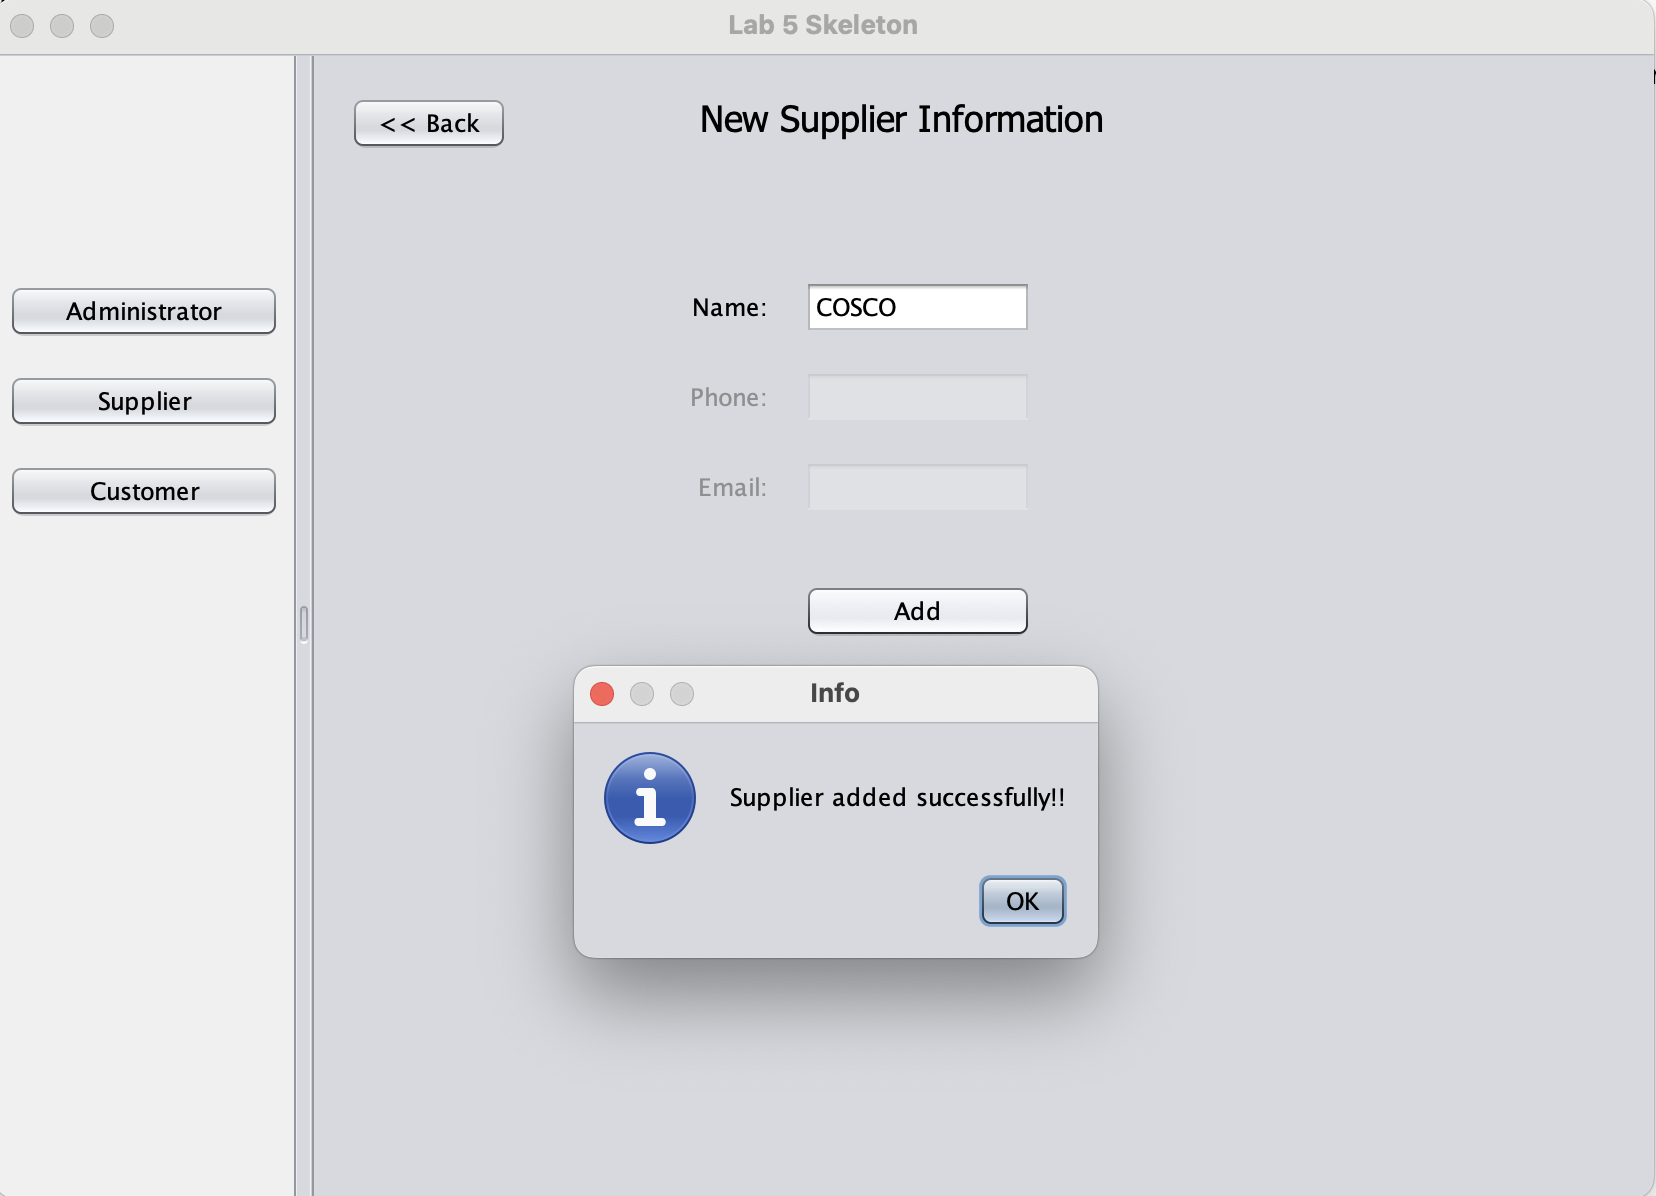 Lab 5 Skeleton
<< Back
New Supplier Information
Administrator
Supplier
Customer
Name: COSCO
Phone:
Email:
Add
Info
Supplier added successfully!!
OK